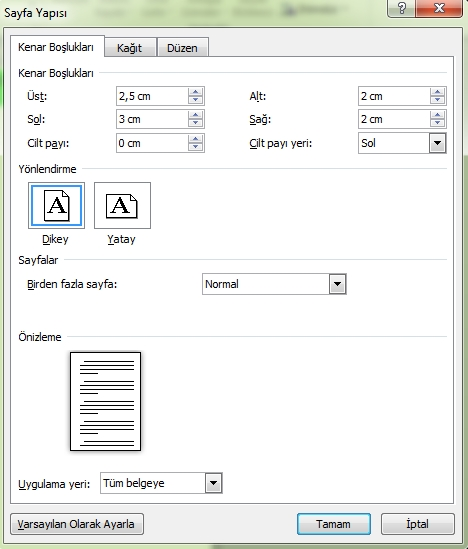 Sayfa Yapısı
Kenar Boşlukları Kağıt Düzen
Kenar Boşlukları
Üst: 2,5 cm Alt: 2 cm
Sol: 3 cm Sağ: 2 cm
Cilt payı: 0 cm Cilt payı yeri: Sol
Yönlendirme
A A
Dikey Yatay
Sayfalar
Birden fazla sayfa: Normal
Önizleme
Uygulama yeri: Tüm belgeye
Varsayılan Olarak Ayarla Tamam İptal